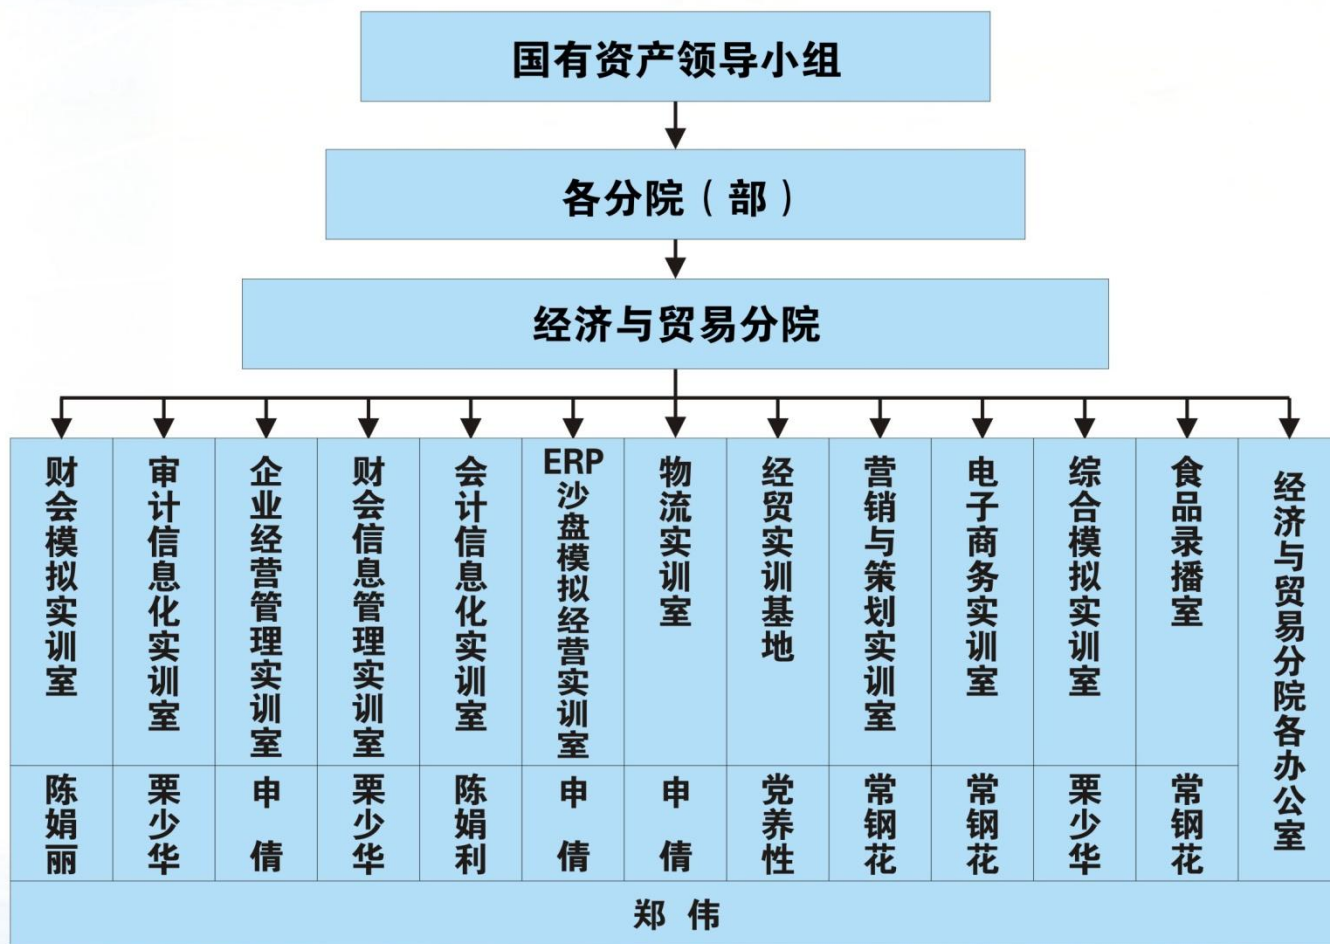 国有资产领导小组
各分院（部）
经济与贸易分院
财会模拟实训室
审计信息化实训室
企业经营管理实训室
财会信息管理实训室
会计信息化实训室
ERP沙盘模拟经营实训室
物流实训室
经贸实训基地
营销与策划实训室
电子商务实训室
综合模拟实训室
食品录播室
经济与贸易分院各办公室
陈娟丽
栗少华
申倩
栗少华
陈娟利
申倩
申倩
党养性
常钢花
常钢花
栗少华
常钢花
郑伟